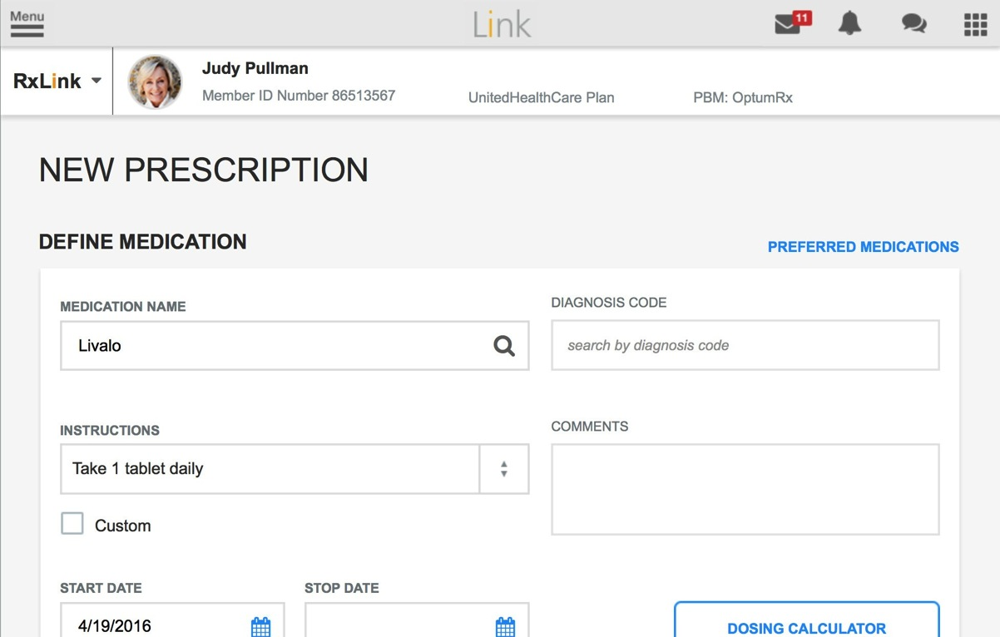 Menu
Link
11
RxLink
Judy Pullman
Member ID Number 86513567
UnitedHealthCare Plan
PBM: OptumRx
NEW PRESCRIPTION
DEFINE MEDICATION
PREFERRED MEDICATIONS
MEDICATION NAME
Livalo
DIAGNOSIS CODE
search by diagnosis code
INSTRUCTIONS
Take 1 tablet daily
Custom
COMMENTS
START DATE
4/19/2016
STOP DATE
DOSING CALCULATOR